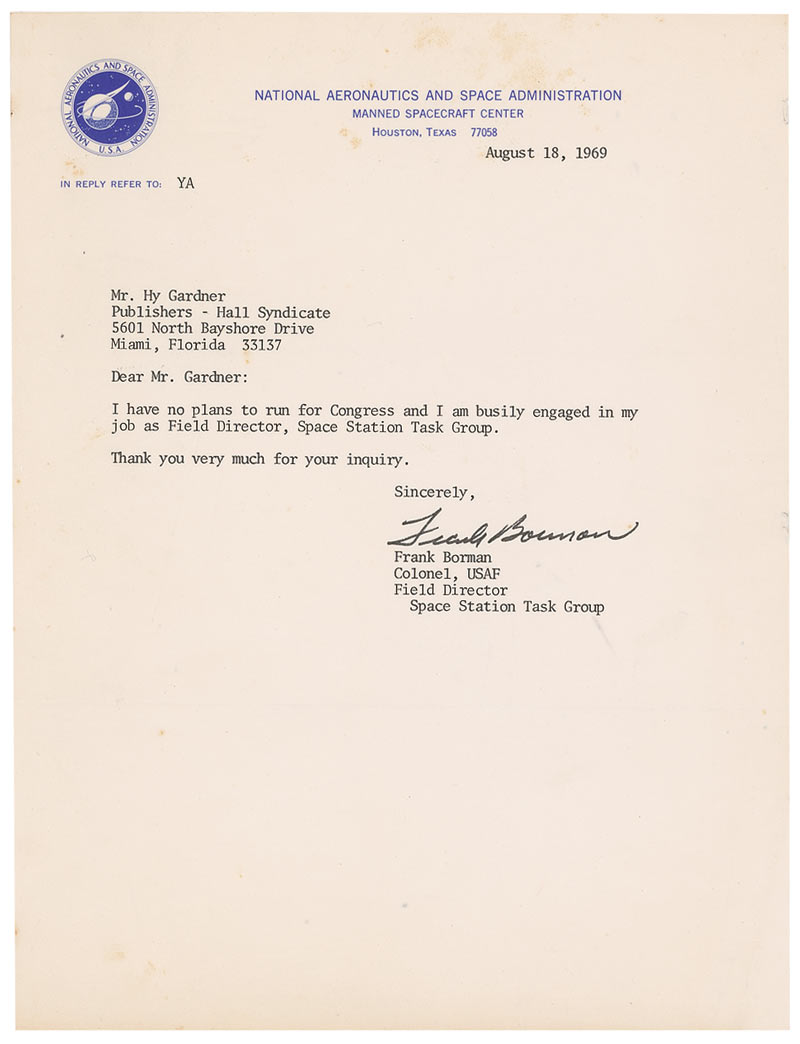 NATIONAL AERONAUTICS AND SPACE ADMINISTRATION
U.S.A.
NATIONAL AERONAUTICS AND SPACE ADMINISTRATION
MANNED SPACECRAFT CENTER
HOUSTON, TEXAS 77058
August 18, 1969
IN REPLY REFER TO: YA
Mr. Hy Gardner
Publishers - Hall Syndicate
5601 North Bayshore Drive
Miami, Florida 33137
Dear Mr. Gardner:
I have no plans to run for Congress and I am busily engaged in my
job as Field Director, Space Station Task Group.
Thank you very much for your inquiry.
Sincerely,
Frank Borman
Frank Borman
Colonel, USAF
Field Director
Space Station Task Group